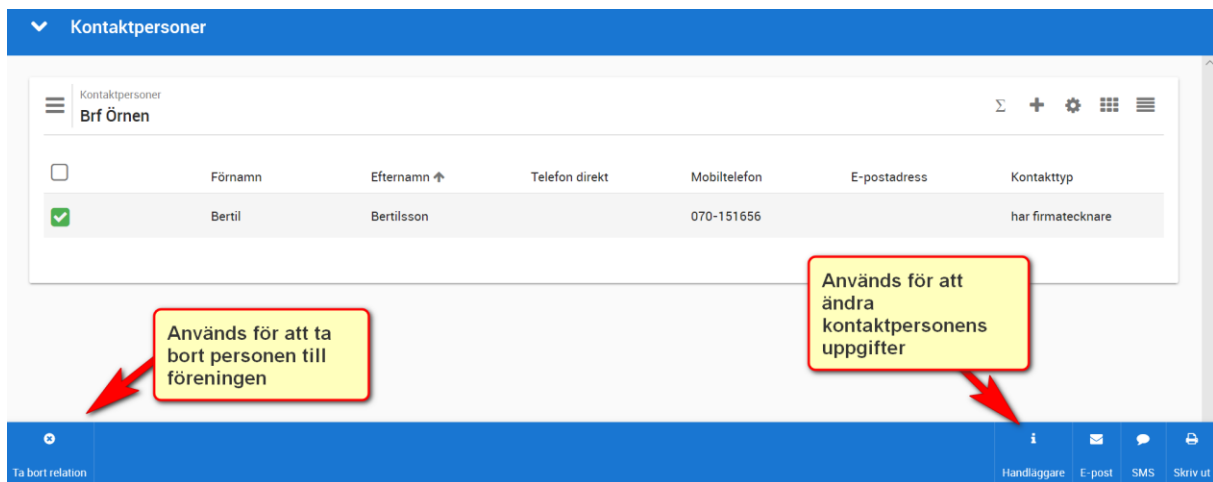 Kontaktpersoner
Kontaktpersoner
Brf Örnen
Σ
Förnamn Efternamn Telefon direkt Mobiltelefon E-postadress Kontakttyp
Bertil Bertilsson 070-151656 har firmatecknare
Används för att
ändra
kontaktpersonens
uppgifter
Används för att ta
bort personen till
föreningen
Ta bort relation Handläggare E-post SMS Skriv ut